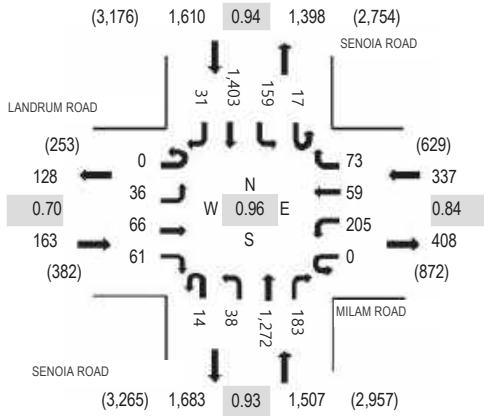 (3,176) 1,610 0.94 1,398 (2,754)
SENOIA ROAD
31 1,403 159 17
LANDRUM ROAD
(253) 0 73 (629)
128 36 N 59 337
0.70 W 0.96 E 0.84
163 66 S 205 408
(382) 61 0 (872)
14 38 1,272 183
MILAM ROAD
SENOIA ROAD
(3,265) 1,683 0.93 1,507 (2,957)